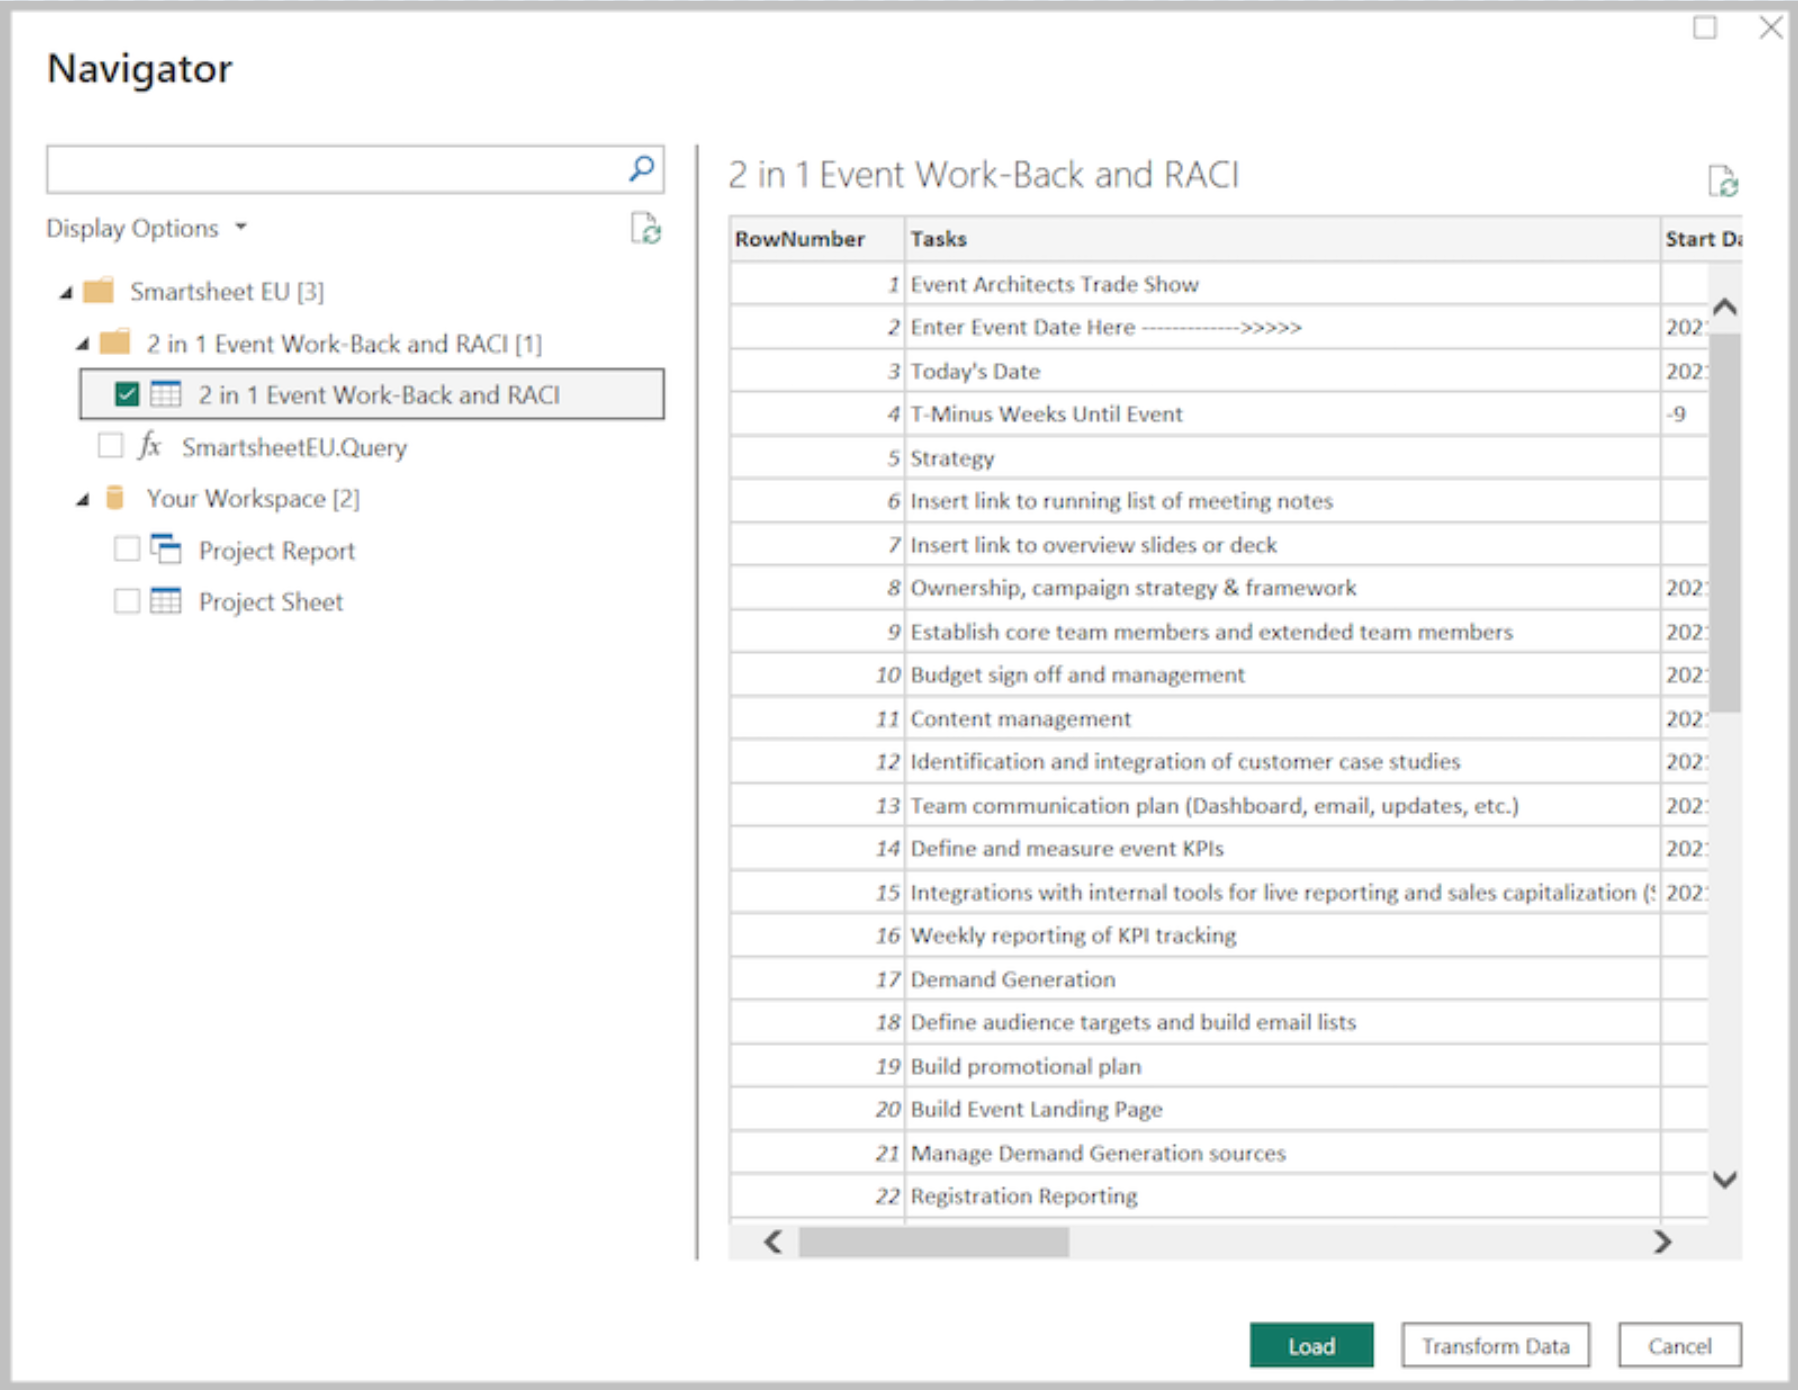 Navigator
Display Options
Smartsheet EU [3]
2 in 1 Event Work-Back and RACI [1]
2 in 1 Event Work-Back and RACI
fx SmartsheetEU.Query
Your Workspace [2]
Project Report
Project Sheet
2 in 1 Event Work-Back and RACI
RowNumber Tasks Start Da
1 Event Architects Trade Show
2 Enter Event Date Here ------------->>>>> 202
3 Today's Date 202
4 T-Minus Weeks Until Event -9
5 Strategy
6 Insert link to running list of meeting notes
7 Insert link to overview slides or deck
8 Ownership, campaign strategy & framework 202
9 Establish core team members and extended team members 202
10 Budget sign off and management 202
11 Content management 202
12 Identification and integration of customer case studies 202
13 Team communication plan (Dashboard, email, updates, etc.) 202
14 Define and measure event KPIs 202
15 Integrations with internal tools for live reporting and sales capitalization ( 202
16 Weekly reporting of KPI tracking
17 Demand Generation
18 Define audience targets and build email lists
19 Build promotional plan
20 Build Event Landing Page
21 Manage Demand Generation sources
22 Registration Reporting
Load Transform Data Cancel